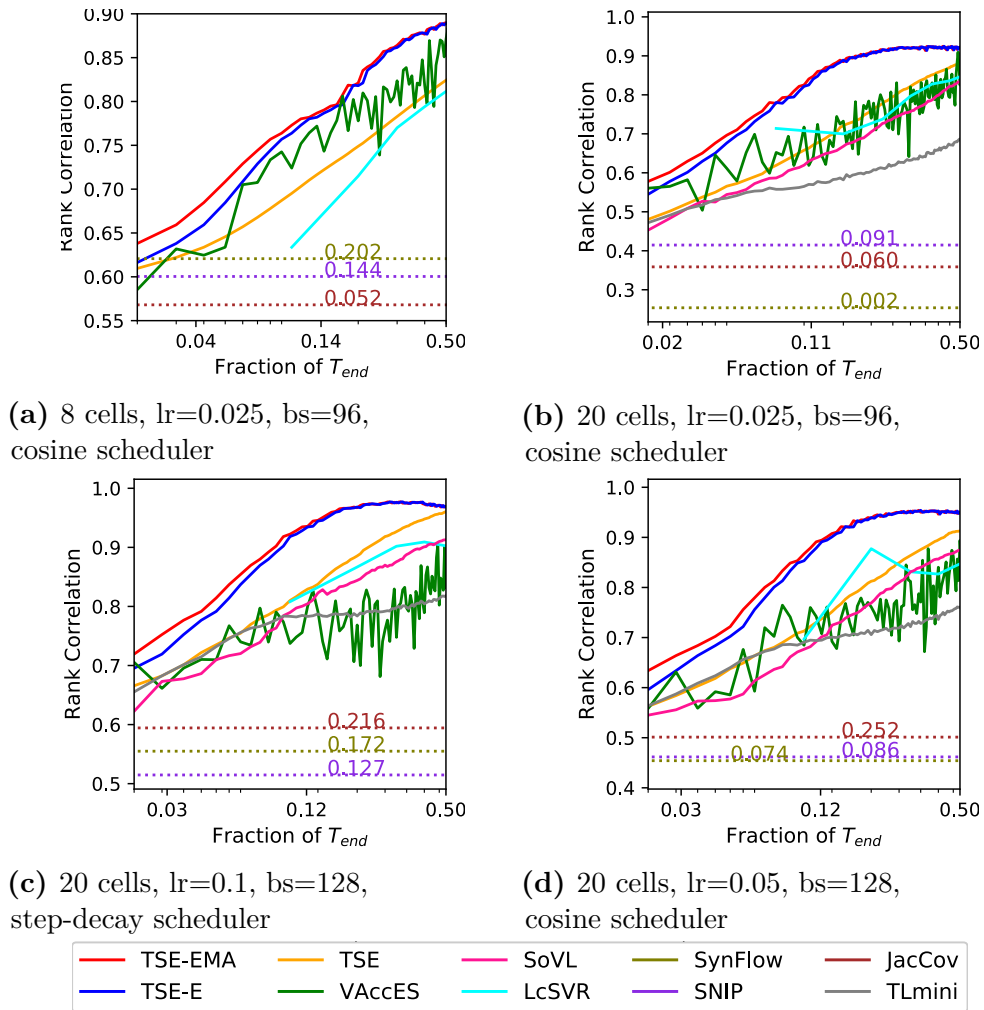 0.90
0.85
0.80
0.75
0.70
0.65
0.60
0.55
Rank Correlation
0.202
0.144
0.052
0.04 0.14 0.50
Fraction of T_end
(a) 8 cells, lr=0.025, bs=96,
cosine scheduler
1.0
0.9
0.8
0.7
0.6
0.5
0.4
0.3
Rank Correlation
0.091
0.060
0.002
0.02 0.11 0.50
Fraction of T_end
(b) 20 cells, lr=0.025, bs=96,
cosine scheduler
1.0
0.9
0.8
0.7
0.6
0.5
Rank Correlation
0.216
0.172
0.127
0.03 0.12 0.50
Fraction of T_end
(c) 20 cells, lr=0.1, bs=128,
step-decay scheduler
1.0
0.9
0.8
0.7
0.6
0.5
0.4
Rank Correlation
0.252
0.074 0.086
0.03 0.12 0.50
Fraction of T_end
(d) 20 cells, lr=0.05, bs=128,
cosine scheduler
TSE-EMA TSE SoVL SynFlow JacCov
TSE-E VAccES LcSVR SNIP TLmini